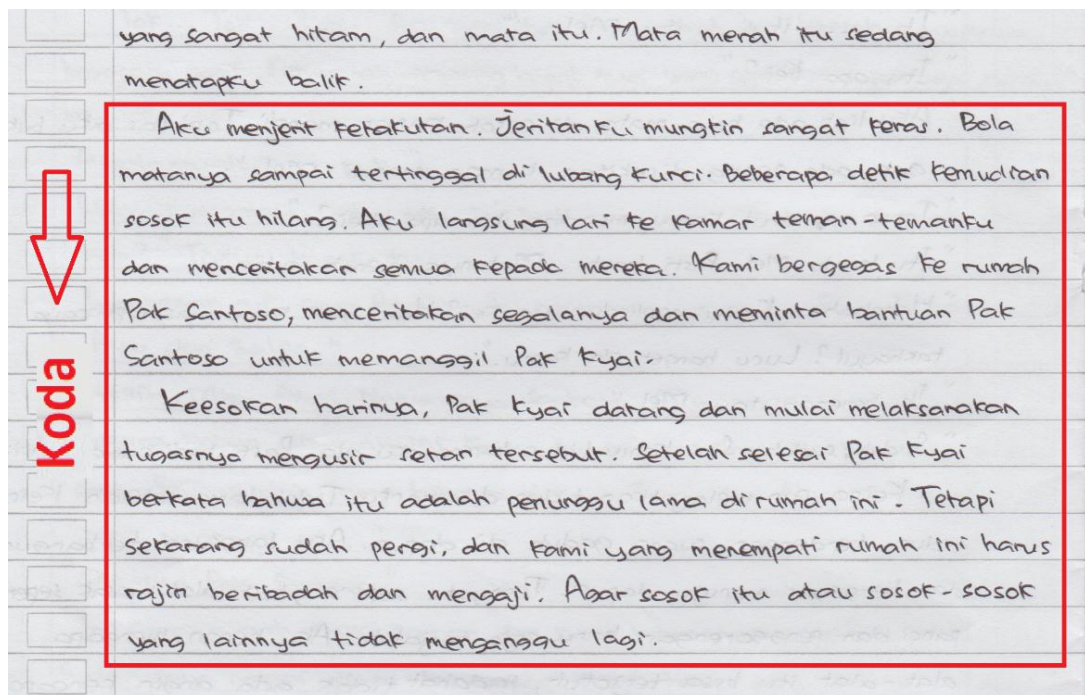 yang sangat hitam, dan mata itu. Mata merah itu sedang
menatapku balik.
Aku menjerit ketakutan. Jeritanku mungkin sangat keras. Bola
matanya sampai tertinggal di lubang kunci. Beberapa detik kemudian
sosok itu hilang. Aku langsung lari ke kamar teman-temanku
dan menceritakan semua kepada mereka. Kami bergegas ke rumah
Pak Santoso, menceritakan segalanya dan meminta bantuan Pak
Santoso untuk memanggil Pak Kyai.
Koda
Keesokan harinya, Pak Kyai datang dan mulai melaksanakan
tugasnya mengusir setan tersebut. Setelah selesai Pak Kyai
berkata bahwa itu adalah penunggu lama di rumah ini. Tetapi
sekarang sudah pergi, dan kami yang menempati rumah ini harus
rajin beribadah dan mengaji. Agar sosok itu atau sosok-sosok
yang lainnya tidak menganggu lagi.